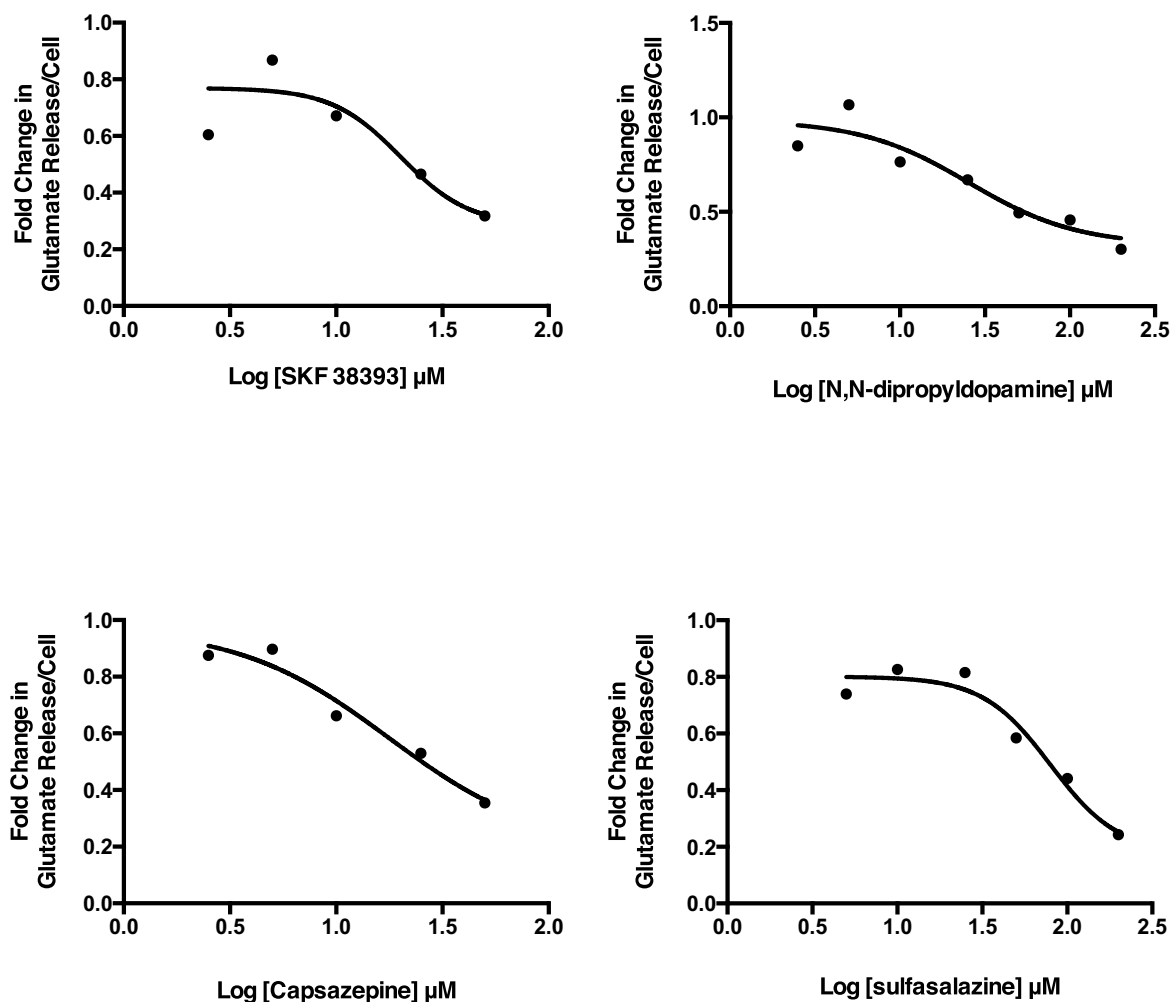 Fold Change in
Glutamate Release/Cell
1.0
0.8
0.6
0.4
0.2
0.0
0.0 0.5 1.0 1.5 2.0
Log [SKF 38393] µM
Fold Change in
Glutamate Release/Cell
1.5
1.0
0.5
0.0
0.0 0.5 1.0 1.5 2.0 2.5
Log [N,N-dipropyldopamine] µM
Fold Change in
Glutamate Release/Cell
1.0
0.8
0.6
0.4
0.2
0.0
0.0 0.5 1.0 1.5 2.0
Log [Capsazepine] µM
Fold Change in
Glutamate Release/Cell
1.0
0.8
0.6
0.4
0.2
0.0
0.0 0.5 1.0 1.5 2.0 2.5
Log [sulfasalazine] µM